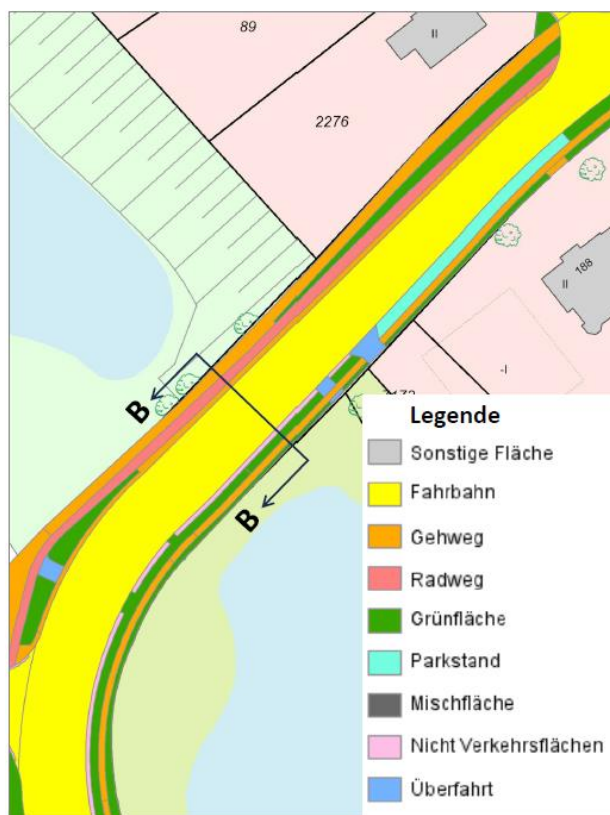 89
II
2276
188
II
-I
B
B
Legende
Sonstige Fläche
Fahrbahn
Gehweg
Radweg
Grünfläche
Parkstand
Mischfläche
Nicht Verkehrsflächen
Überfahrt